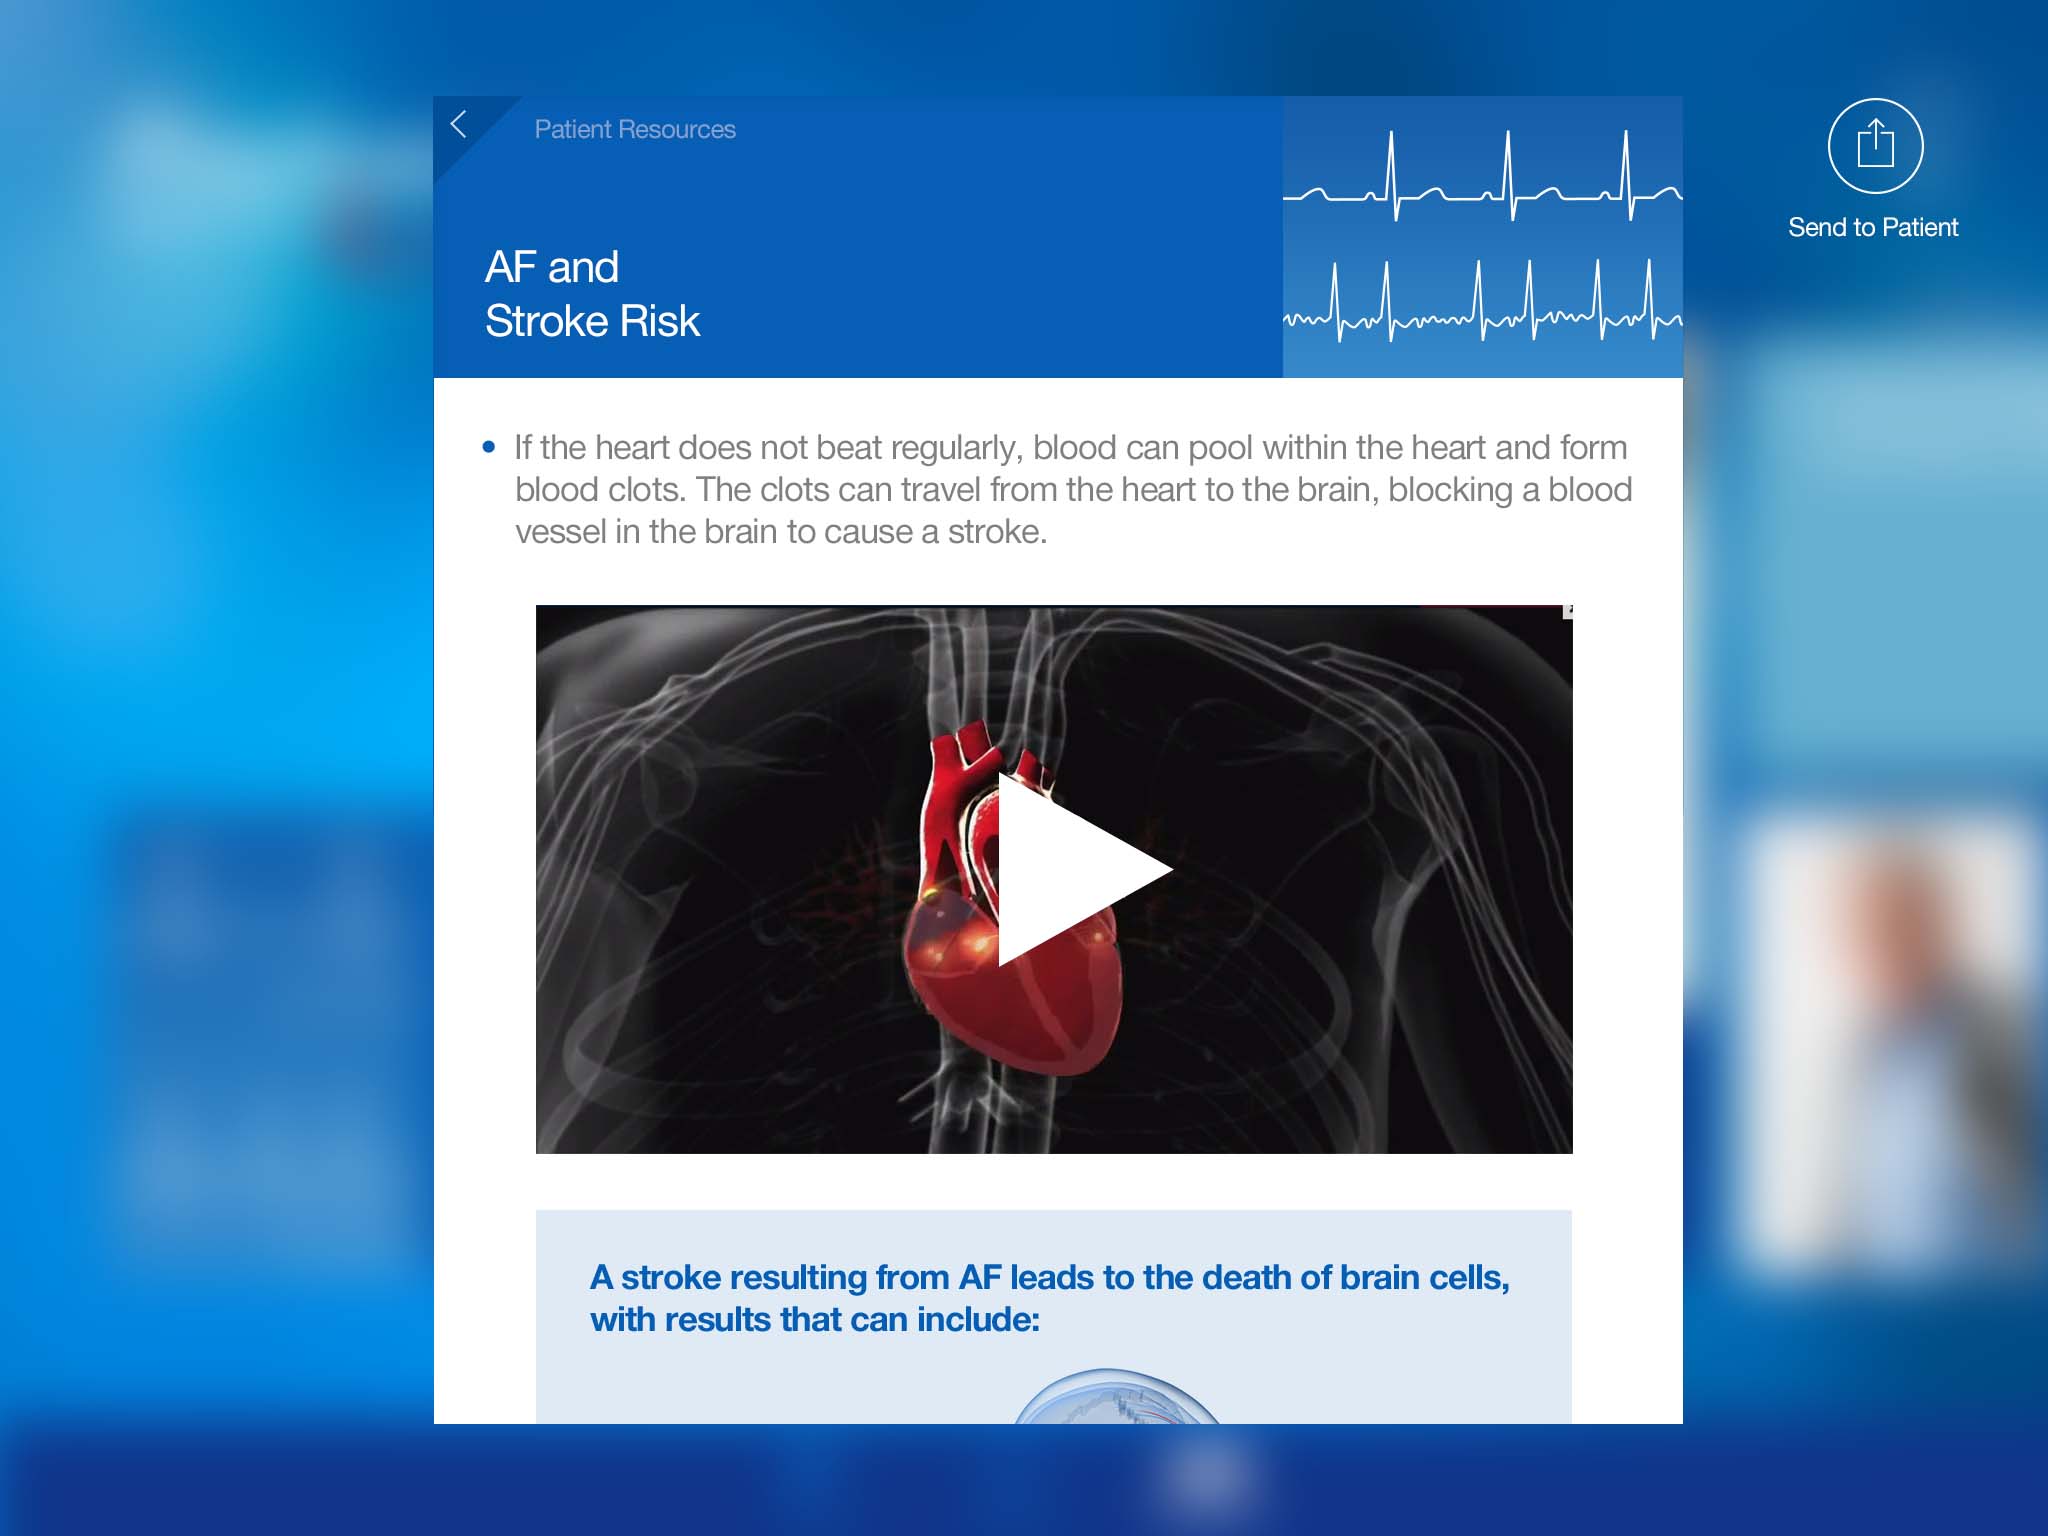 Patient Resources
Send to Patient
AF and
Stroke Risk
• If the heart does not beat regularly, blood can pool within the heart and form
blood clots. The clots can travel from the heart to the brain, blocking a blood
vessel in the brain to cause a stroke.
A stroke resulting from AF leads to the death of brain cells,
with results that can include: